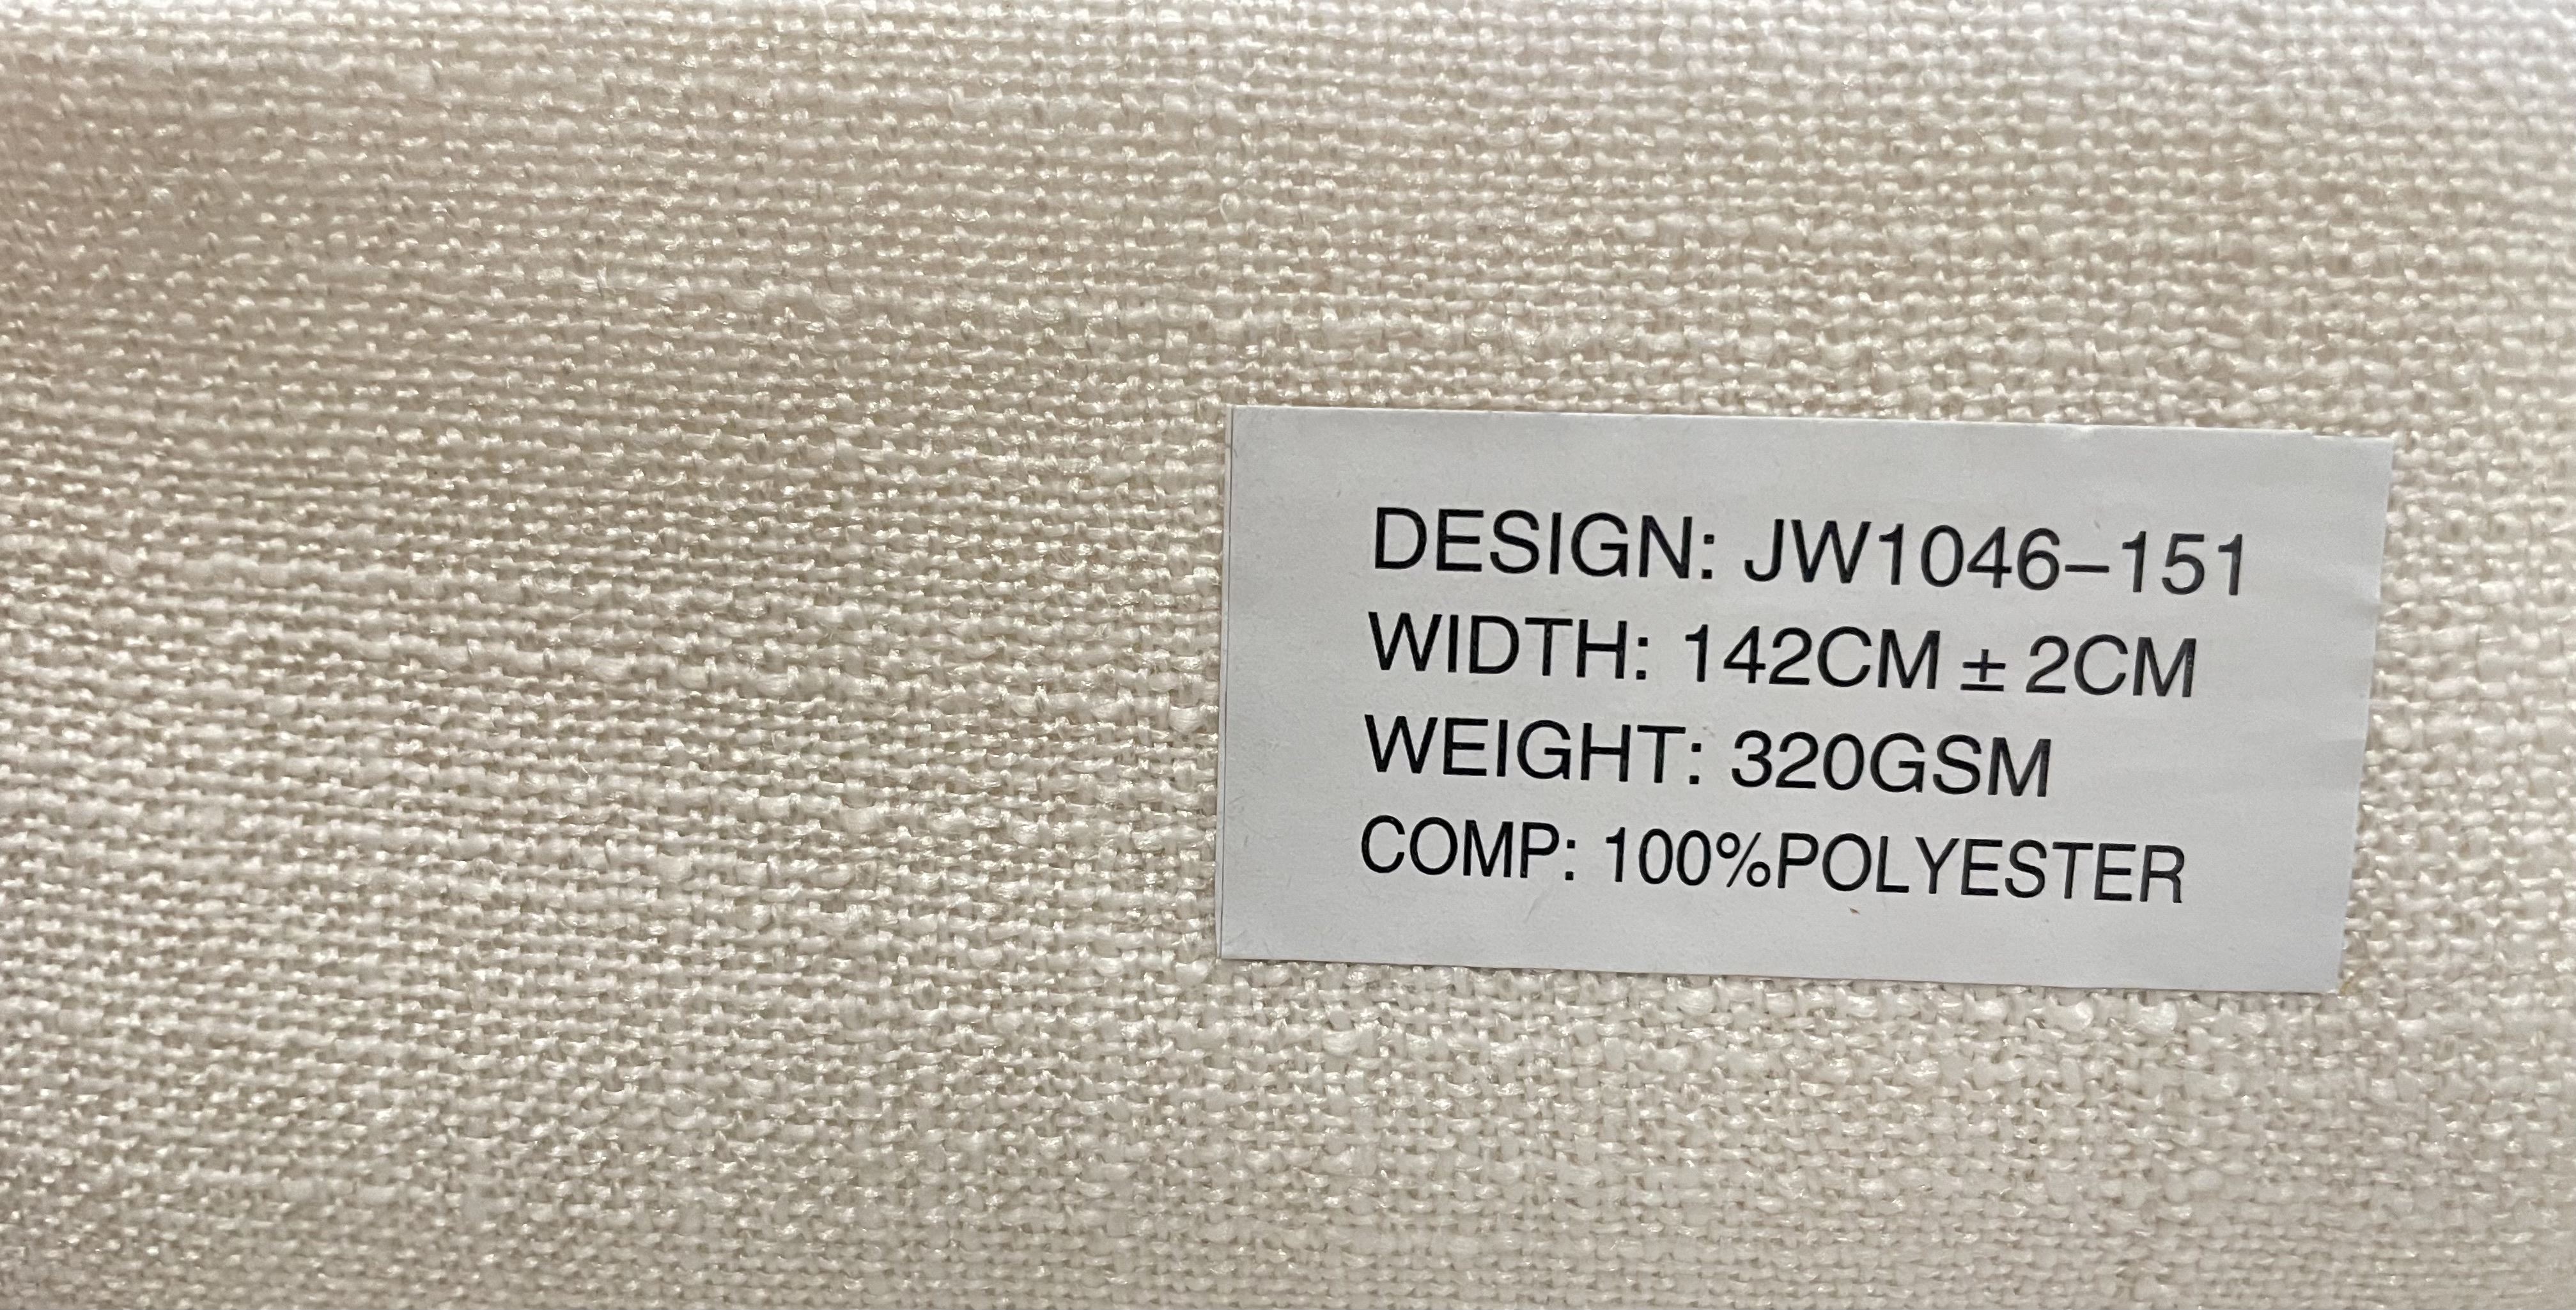 DESIGN: JW1046-151
WIDTH: 142CM ± 2CM
WEIGHT: 320GSM
COMP: 100%POLYESTER